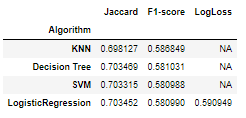 Jaccard F1-score LogLoss
Algorithm
KNN 0.698127 0.586849 NA
Decision Tree 0.703469 0.581031 NA
SVM 0.703315 0.580988 NA
LogisticRegression 0.703452 0.580990 0.590949